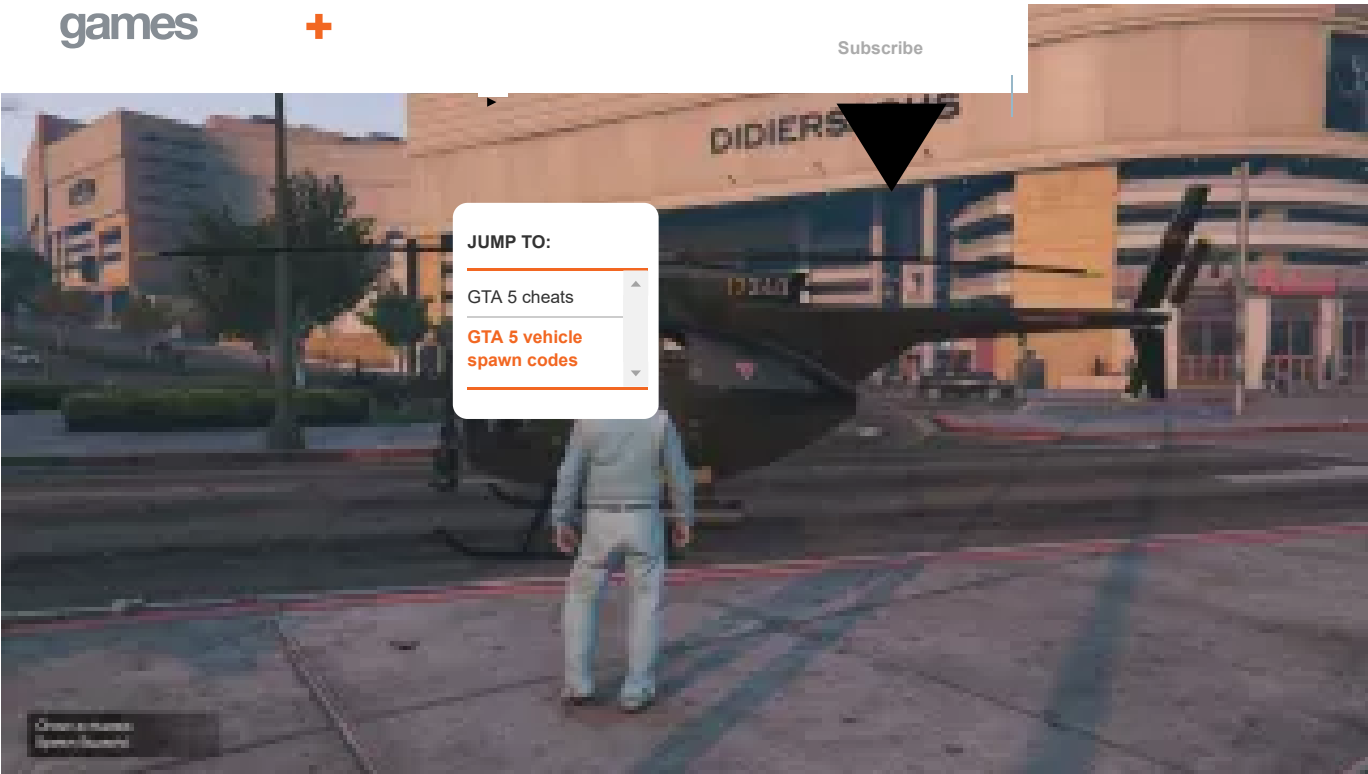 games +
Subscribe
DIDIERS
JUMP TO:
GTA 5 cheats
GTA 5 vehicle
spawn codes